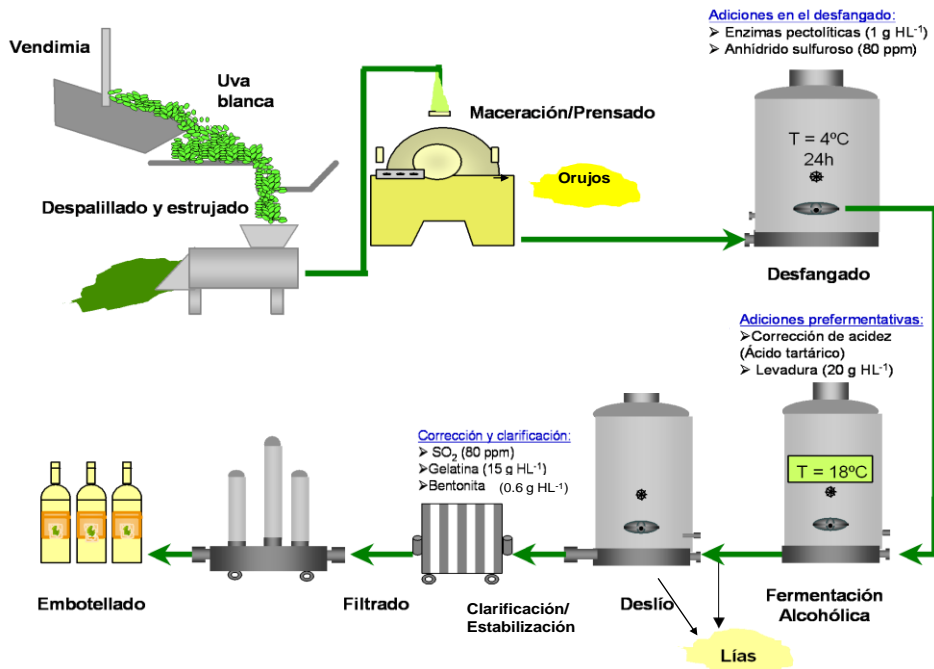 Vendimia
Uva
blanca
Despalillado y estrujado
Maceración/Prensado
Orujos
Adiciones en el desfangado:
➢ Enzimas pectolíticas (1 g HL⁻¹)
➢ Anhídrido sulfuroso (80 ppm)
T = 4ºC
24h
Desfangado
Adiciones prefermentativas:
➢Corrección de acidez
(Ácido tartárico)
➢ Levadura (20 g HL⁻¹)
T = 18ºC
Fermentación
Alcohólica
Deslío
Lías
Corrección y clarificación:
➢ SO₂ (80 ppm)
➢Gelatina (15 g HL⁻¹)
➢Bentonita (0.6 g HL⁻¹)
Clarificación/
Estabilización
Filtrado
Embotellado